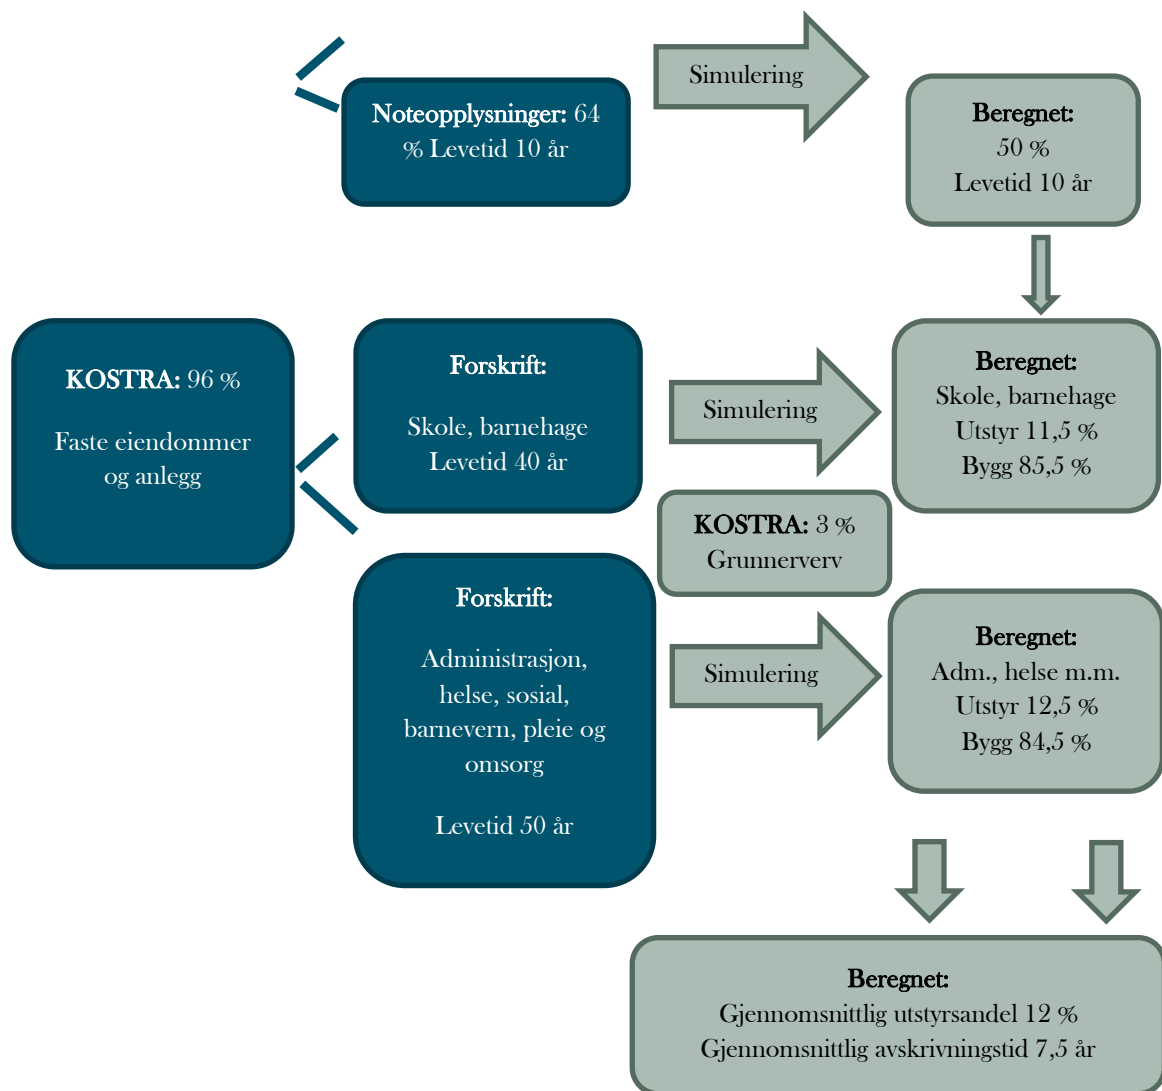 Simulering
Noteopplysninger: 64
% Levetid 10 år
Beregnet:
50 %
Levetid 10 år
KOSTRA: 96 %
Faste eiendommer
og anlegg
Forskrift:
Skole, barnehage
Levetid 40 år
Simulering
Beregnet:
Skole, barnehage
Utstyr 11,5 %
Bygg 85,5 %
KOSTRA: 3 %
Grunnerverv
Forskrift:
Administrasjon,
helse, sosial,
barnevern, pleie og
omsorg
Levetid 50 år
Simulering
Beregnet:
Adm., helse m.m.
Utstyr 12,5 %
Bygg 84,5 %
Beregnet:
Gjennomsnittlig utstyrsandel 12 %
Gjennomsnittlig avskrivningstid 7,5 år